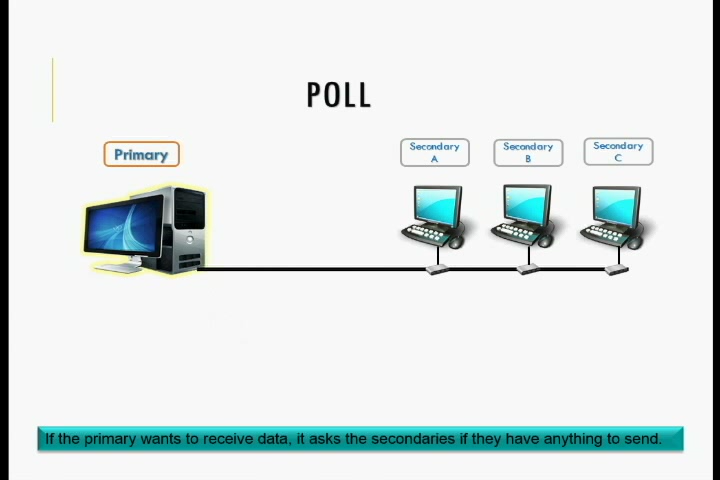 POLL
Primary
Secondary
A
Secondary
B
Secondary
C
If the primary wants to receive data, it asks the secondaries if they have anything to send.